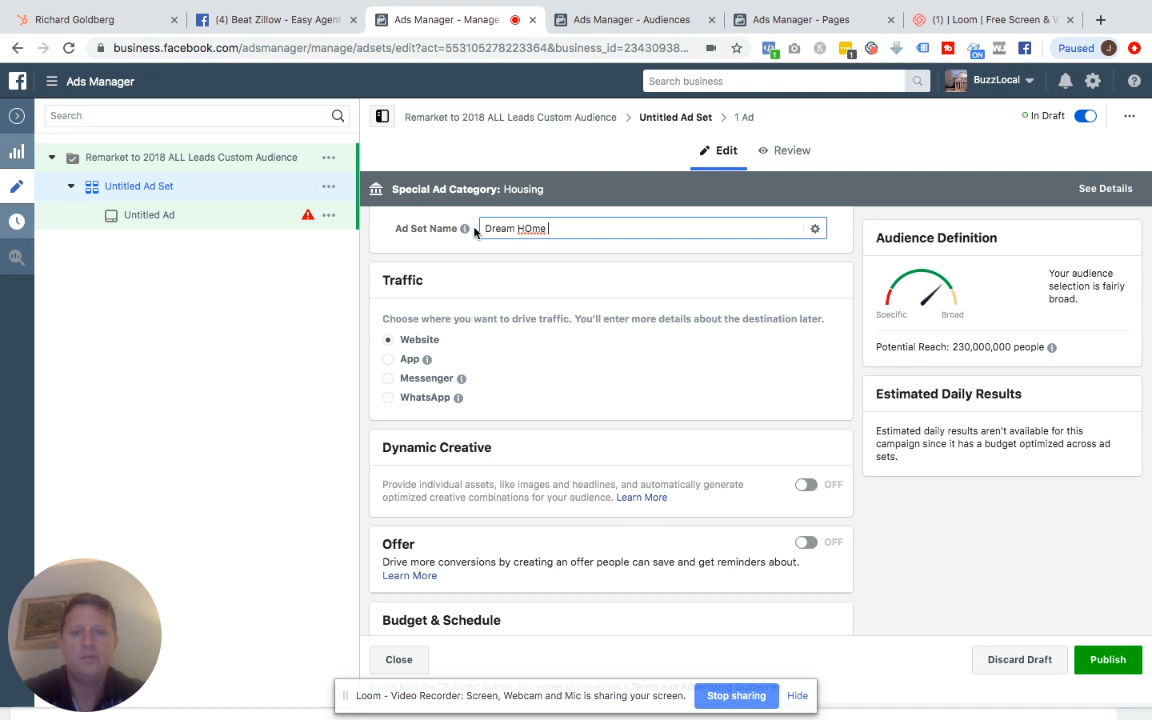 Richard Goldberg
(4) Beat Zillow - Easy Agent
Ads Manager - Manage
Ads Manager - Audiences
Ads Manager - Pages
(1) | Loom | Free Screen & V
business.facebook.com/adsmanager/manage/adsets/edit?act=553105278223364&business_id=23430938...
Paused
J
Ads Manager
Search business
BuzzLocal
Search
Remarket to 2018 ALL Leads Custom Audience
Untitled Ad Set
1 Ad
In Draft
Edit
Review
Remarket to 2018 ALL Leads Custom Audience
Untitled Ad Set
Untitled Ad
Special Ad Category: Housing
See Details
Ad Set Name
Dream HOme
Traffic
Choose where you want to drive traffic. You'll enter more details about the destination later.
Website
App
Messenger
WhatsApp
Dynamic Creative
Provide individual assets, like images and headlines, and automatically generate
optimized creative combinations for your audience. Learn More
OFF
Offer
OFF
Drive more conversions by creating an offer people can save and get reminders about.
Learn More
Budget & Schedule
Audience Definition
Your audience
selection is fairly
broad.
Specific
Broad
Potential Reach: 230,000,000 people
Estimated Daily Results
Estimated daily results aren't available for this
campaign since it has a budget optimized across ad
sets.
Close
Discard Draft
Publish
Loom - Video Recorder: Screen, Webcam and Mic is sharing your screen.
Stop sharing
Hide